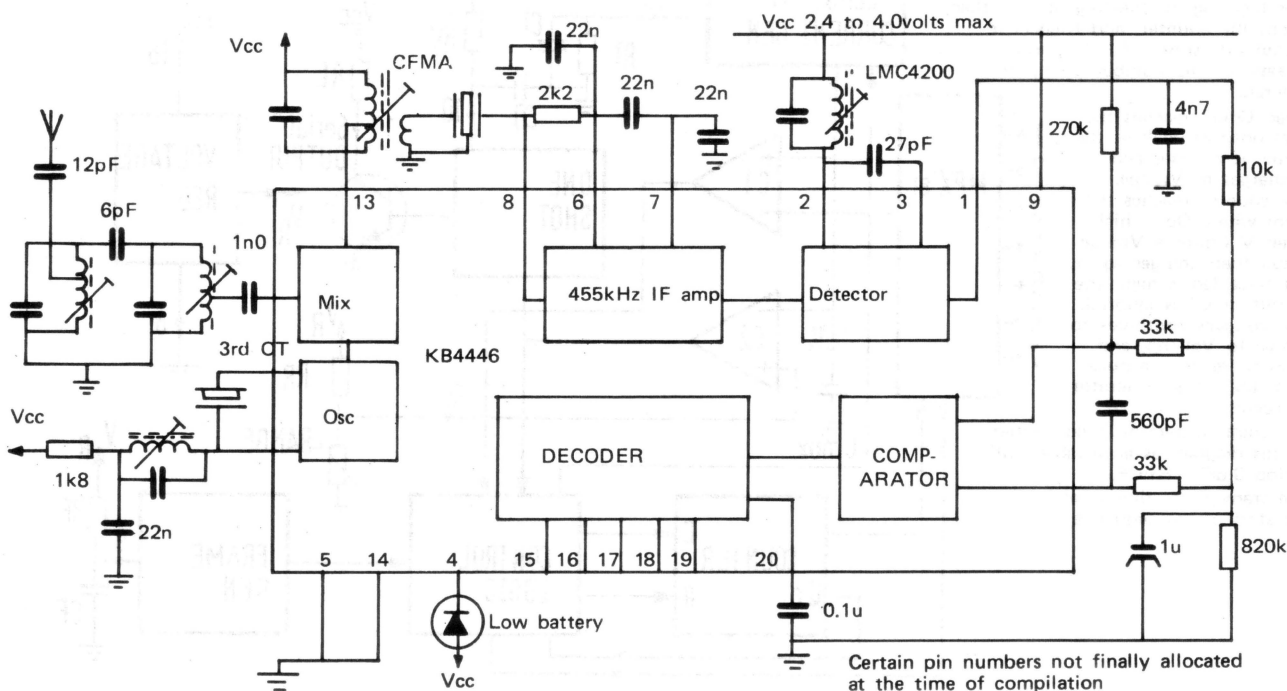 Vcc 2.4 to 4.0volts max
Vcc
22n
CFMA
LMC4200
2k2
22n
22n
4n7
270k
27pF
10k
12pF
13
8
6
7
2
3
1
9
6pF
1n0
Mix
455kHz IF amp
Detector
33k
3rd OT
KB4446
Osc
Vcc
560pF
DECODER
COMP-
ARATOR
1k8
33k
22n
1u
820k
5
14
4
15
16
17
18
19
20
Low battery
0.1u
Vcc
Certain pin numbers not finally allocated
at the time of compilation